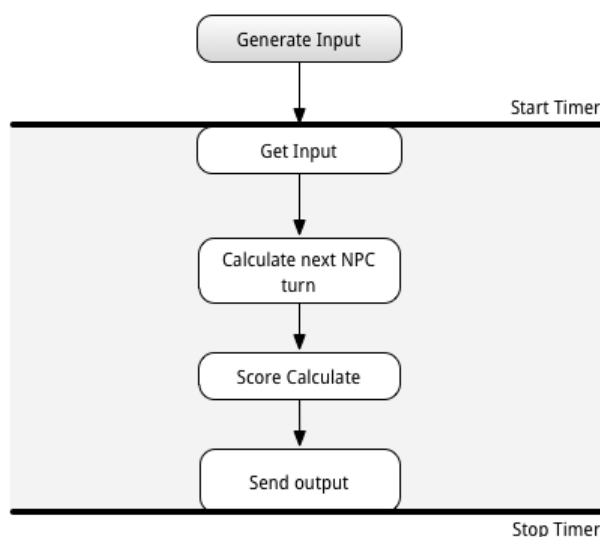 Generate Input
Start Timer
Get Input
Calculate next NPC
turn
Score Calculate
Send output
Stop Timer